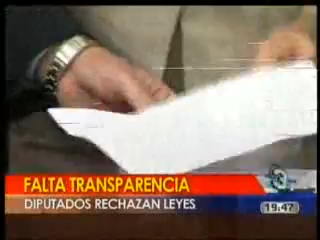 FALTA TRANSPARENCIA
DIPUTADOS RECHAZAN LEYES
19:47